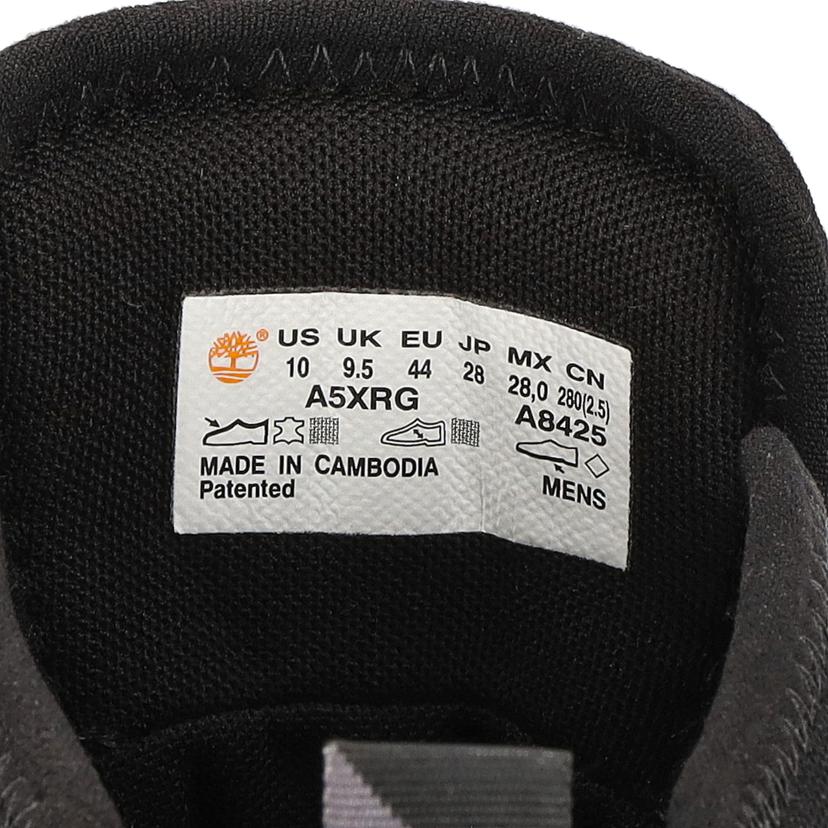 ® US UK EU JP MX CN
10 9.5 44 28 28,0 280(2.5)
A5XRG A8425
MADE IN CAMBODIA
Patented MENS